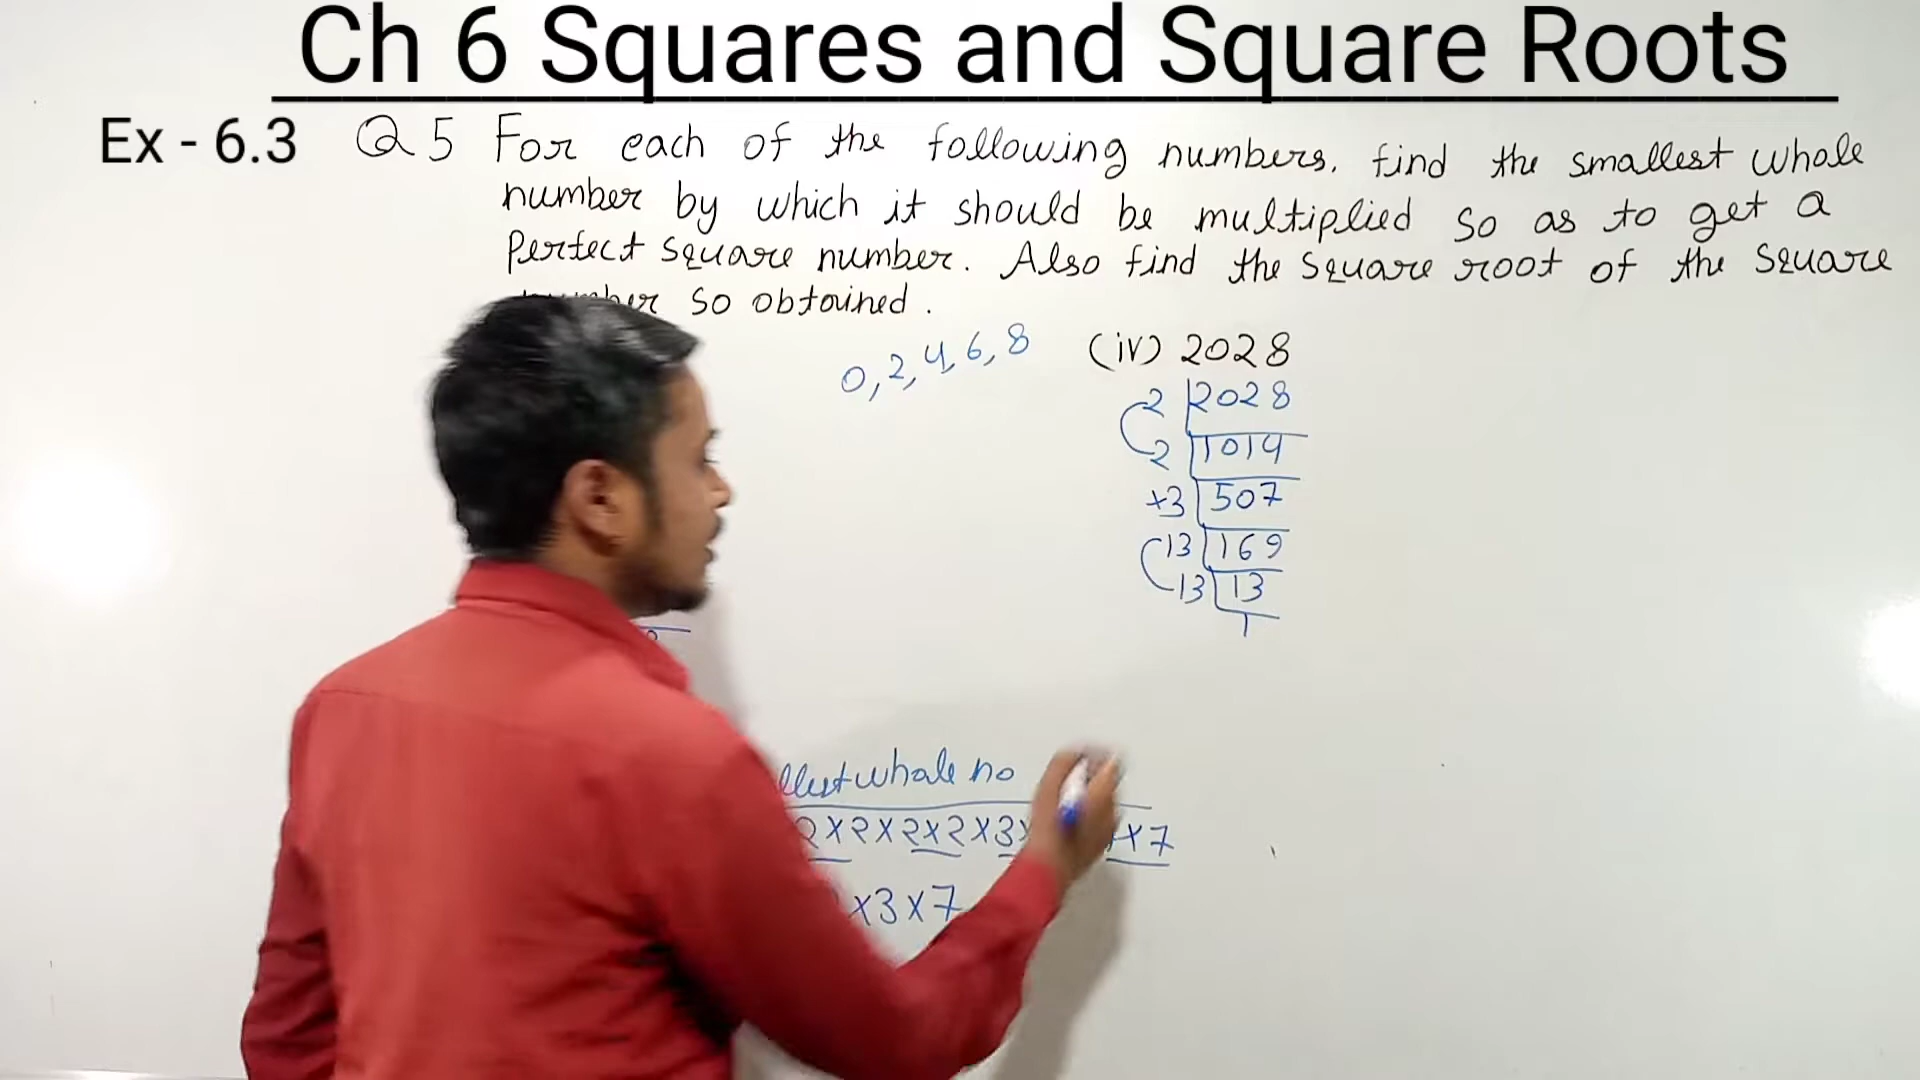 Ch 6 Squares and Square Roots
Ex - 6.3 Q 5 For each of the following numbers, find the smallest whole
number by which it should be multiplied so as to get a
Perfect square number. Also find the square root of the square
so obtained.
0, 2, 4, 6, 8 (iv) 2028
2 2028
2 1014
×3 507
13 169
13 13
1
whole no
2×2×2×2×3× ×7
×3×7